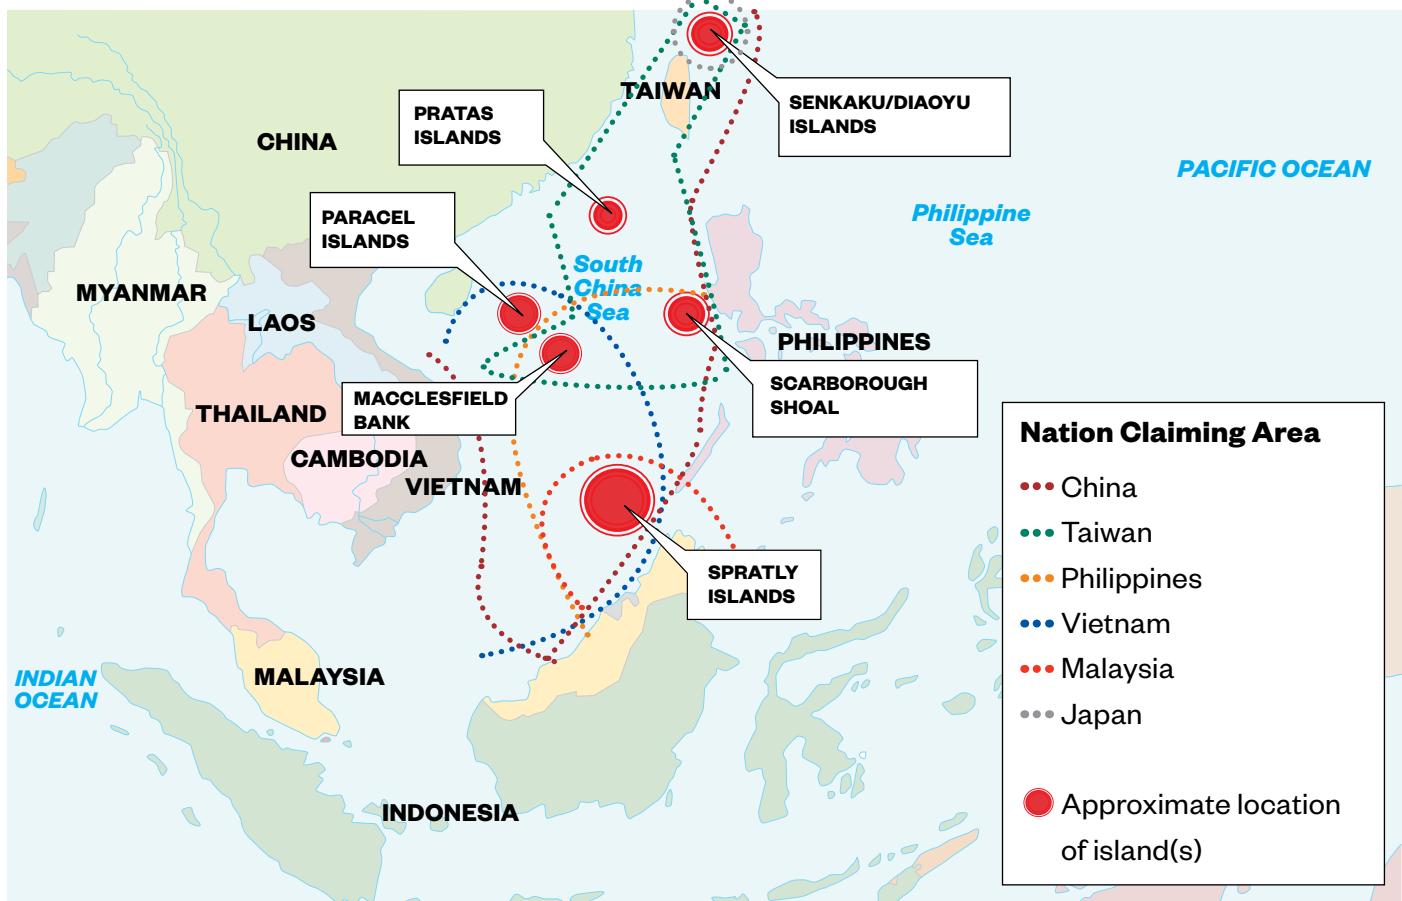 TAIWAN
SENKAKU/DIAOYU
ISLANDS
PRATAS
ISLANDS
CHINA
PACIFIC OCEAN
PARACEL
ISLANDS
Philippine
Sea
South
China
Sea
MYANMAR
LAOS
PHILIPPINES
SCARBOROUGH
SHOAL
MACCLESFIELD
BANK
THAILAND
CAMBODIA
VIETNAM
SPRATLY
ISLANDS
INDIAN
OCEAN
MALAYSIA
INDONESIA
Nation Claiming Area
China
Taiwan
Philippines
Vietnam
Malaysia
Japan
Approximate location
of island(s)